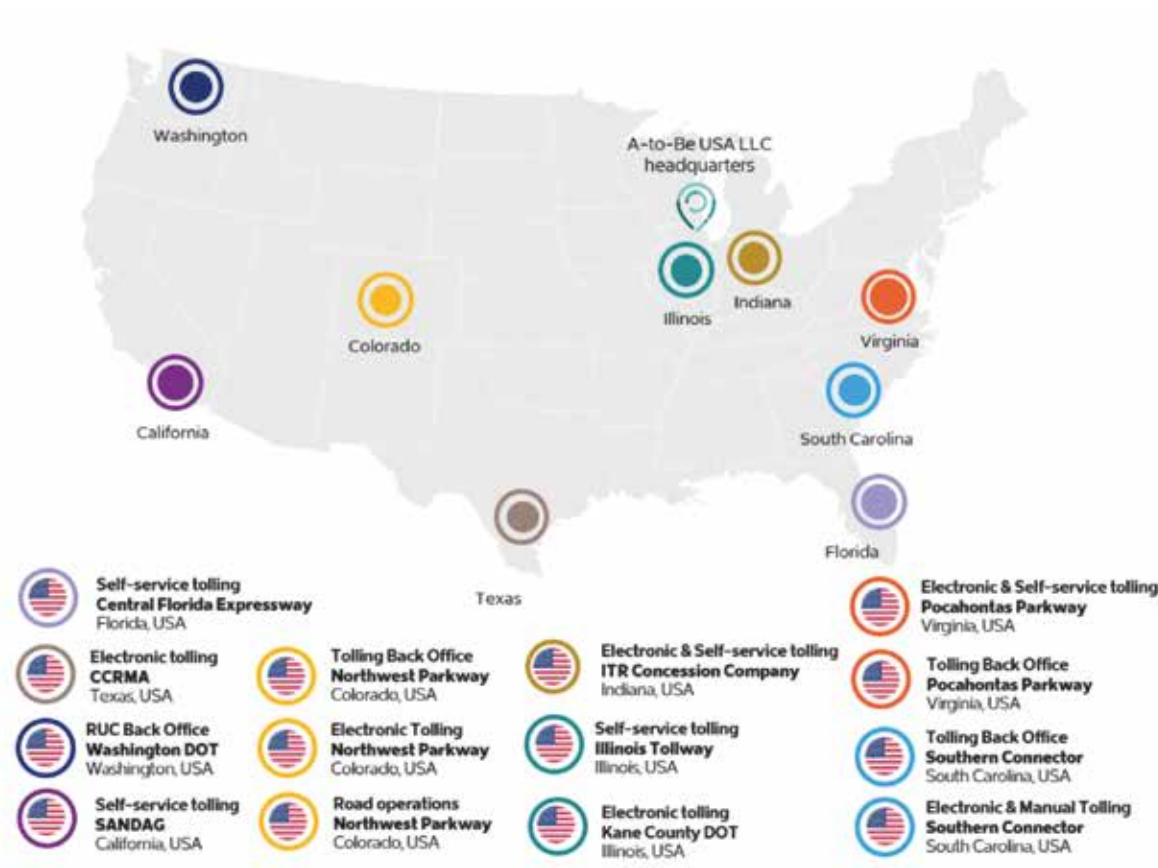 Washington
A-to-Be USA LLC
headquarters
Indiana
Illinois
Colorado
Virginia
California
South Carolina
Florida
Texas
Self-service tolling
Central Florida Expressway
Florida, USA
Electronic tolling
CCRMA
Texas, USA
RUC Back Office
Washington DOT
Washington, USA
Self-service tolling
SANDAG
California, USA
Tolling Back Office
Northwest Parkway
Colorado, USA
Electronic Tolling
Northwest Parkway
Colorado, USA
Road operations
Northwest Parkway
Colorado, USA
Electronic & Self-service tolling
ITR Concession Company
Indiana, USA
Self-service tolling
Illinois Tollway
Illinois, USA
Electronic tolling
Kane County DOT
Illinois, USA
Electronic & Self-service tolling
Pocahontas Parkway
Virginia, USA
Tolling Back Office
Pocahontas Parkway
Virginia, USA
Tolling Back Office
Southern Connector
South Carolina, USA
Electronic & Manual Tolling
Southern Connector
South Carolina, USA